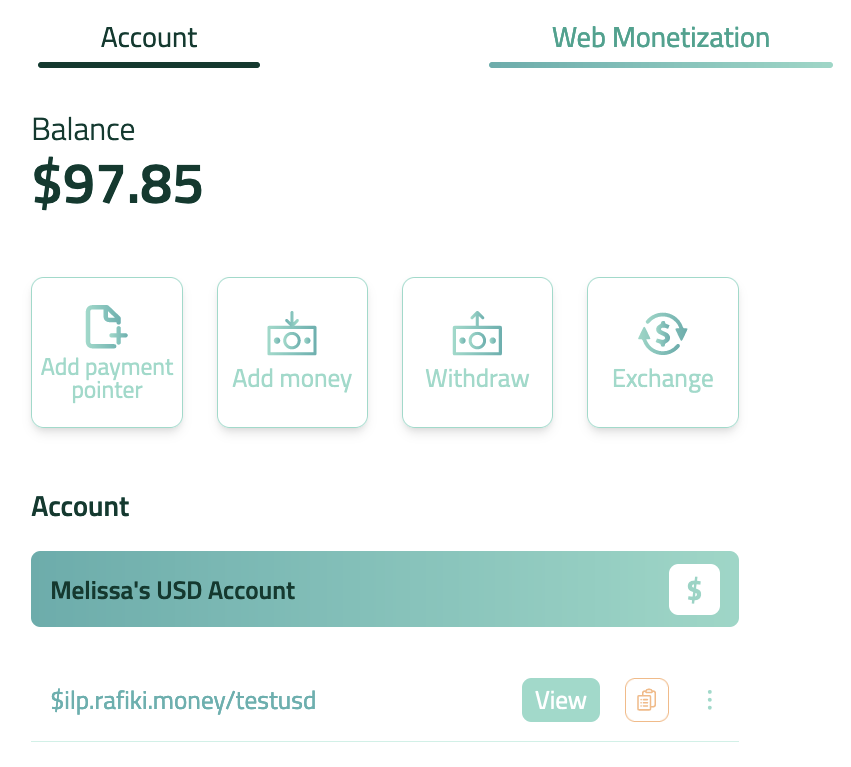 Account
Web Monetization
Balance
$97.85
Add payment
pointer
Add money
Withdraw
Exchange
Account
Melissa's USD Account
$
$ilp.rafiki.money/testusd
View